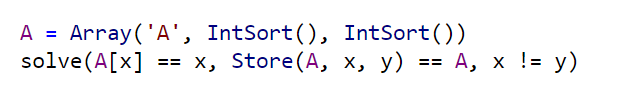 A = Array('A', IntSort(), IntSort())
solve(A[x] == x, Store(A, x, y) == A, x != y)